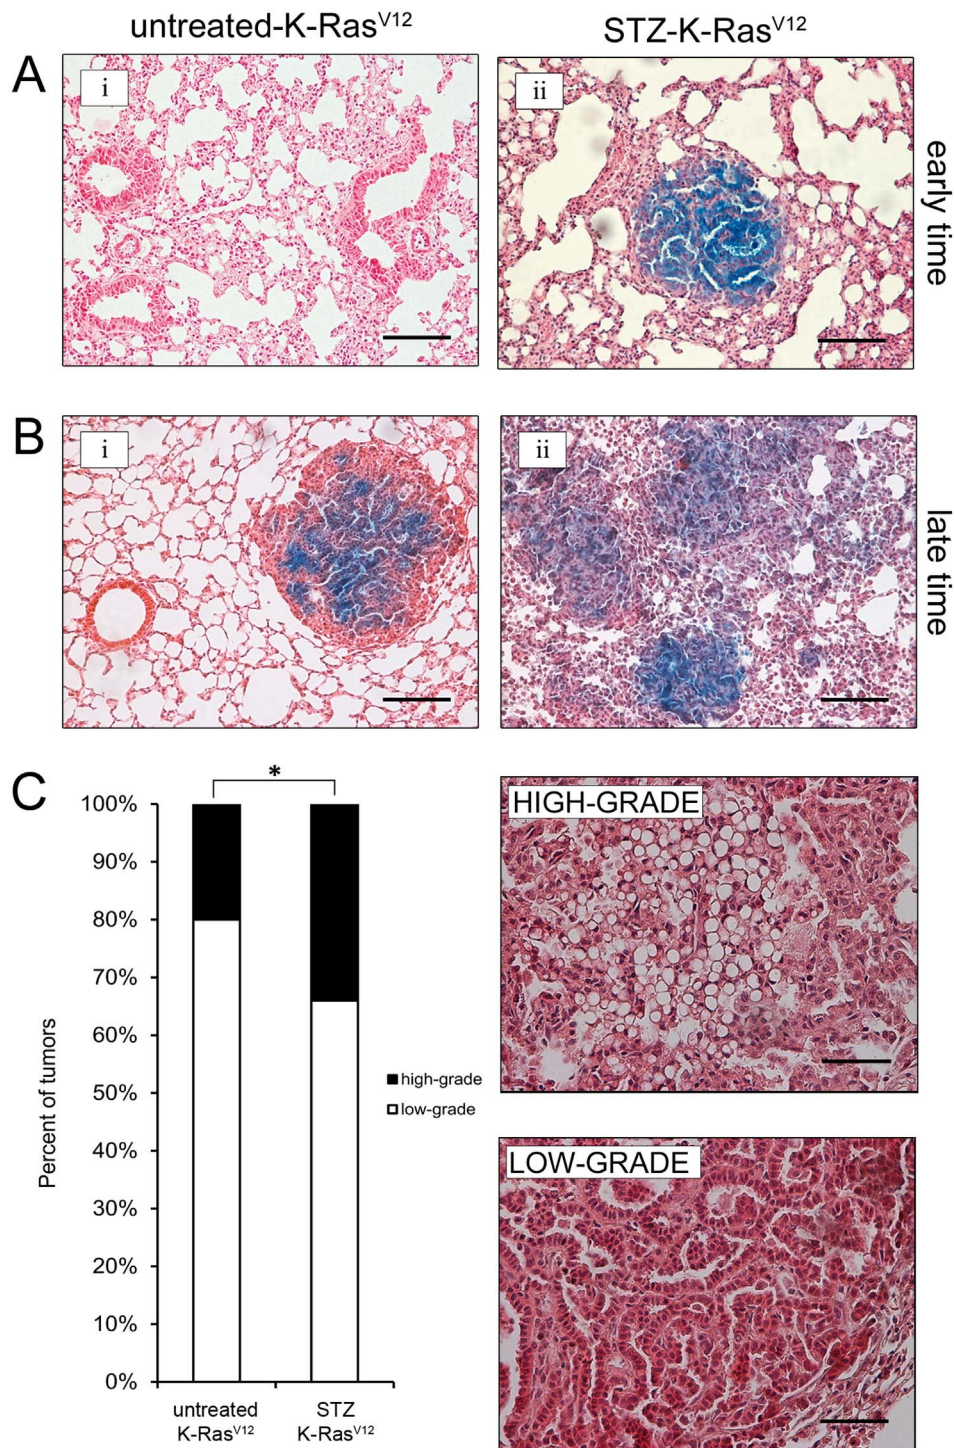 untreated-K-RasV12 STZ-K-RasV12
A
i
ii
early time
B
i
ii
late time
C
*
100%
90%
80%
70%
60%
50%
40%
30%
20%
10%
0%
Percent of tumors
high-grade
low-grade
untreated
K-RasV12
STZ
K-RasV12
HIGH-GRADE
LOW-GRADE